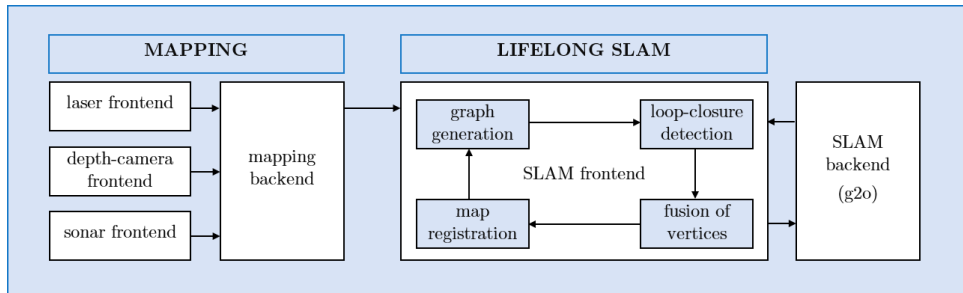 MAPPING
LIFELONG SLAM
laser frontend
depth-camera
frontend
sonar frontend
mapping
backend
graph
generation
loop-closure
detection
SLAM frontend
map
registration
fusion of
vertices
SLAM
backend
(g2o)